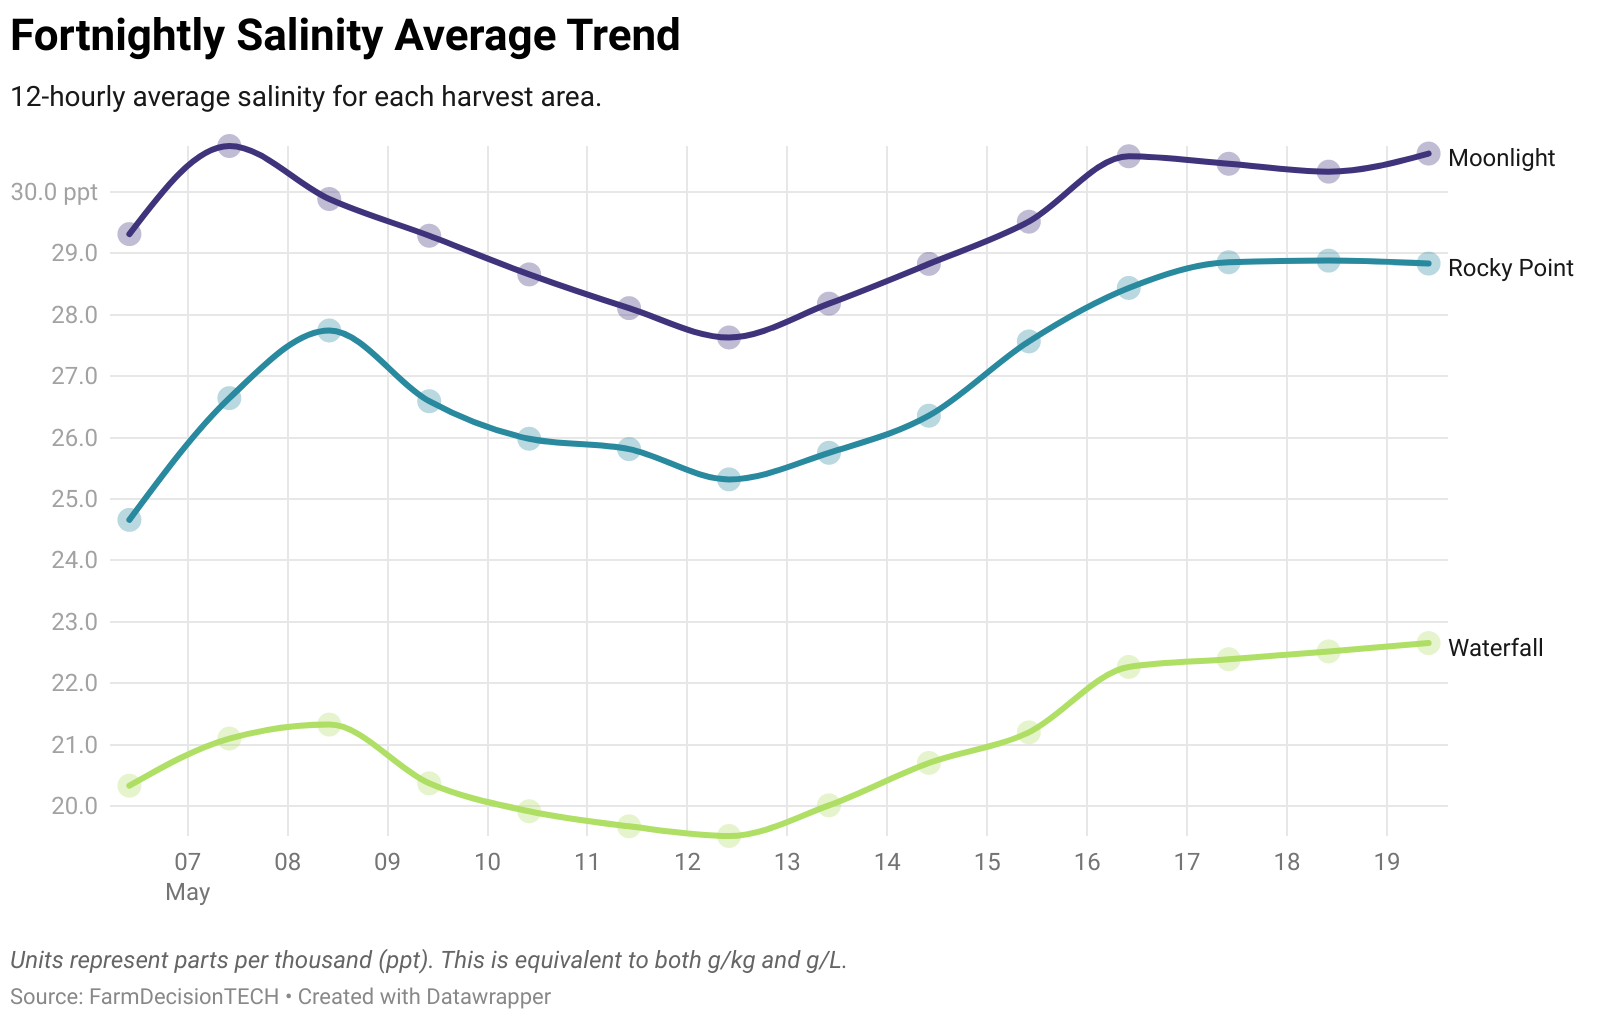 Fortnightly Salinity Average Trend
12-hourly average salinity for each harvest area.
Moonlight
30.0 ppt
29.0
Rocky Point
28.0
27.0
26.0
25.0
24.0
23.0
Waterfall
22.0
21.0
20.0
07 08 09 10 11 12 13 14 15 16 17 18 19
May
Units represent parts per thousand (ppt). This is equivalent to both g/kg and g/L.
Source: FarmDecisionTECH • Created with Datawrapper